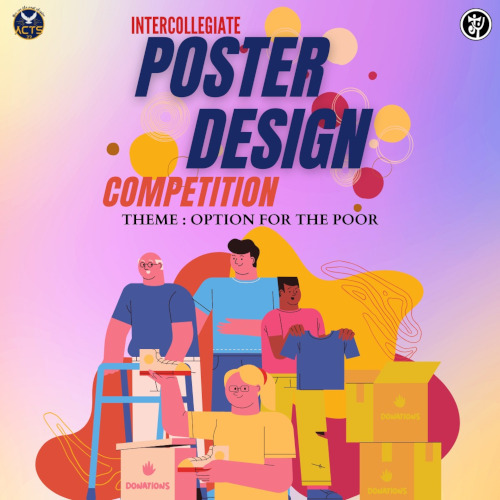 ACTS
INTERCOLLEGIATE
POSTER
DESIGN
COMPETITION
THEME : OPTION FOR THE POOR
DONATIONS
DONATIONS
DONATIONS